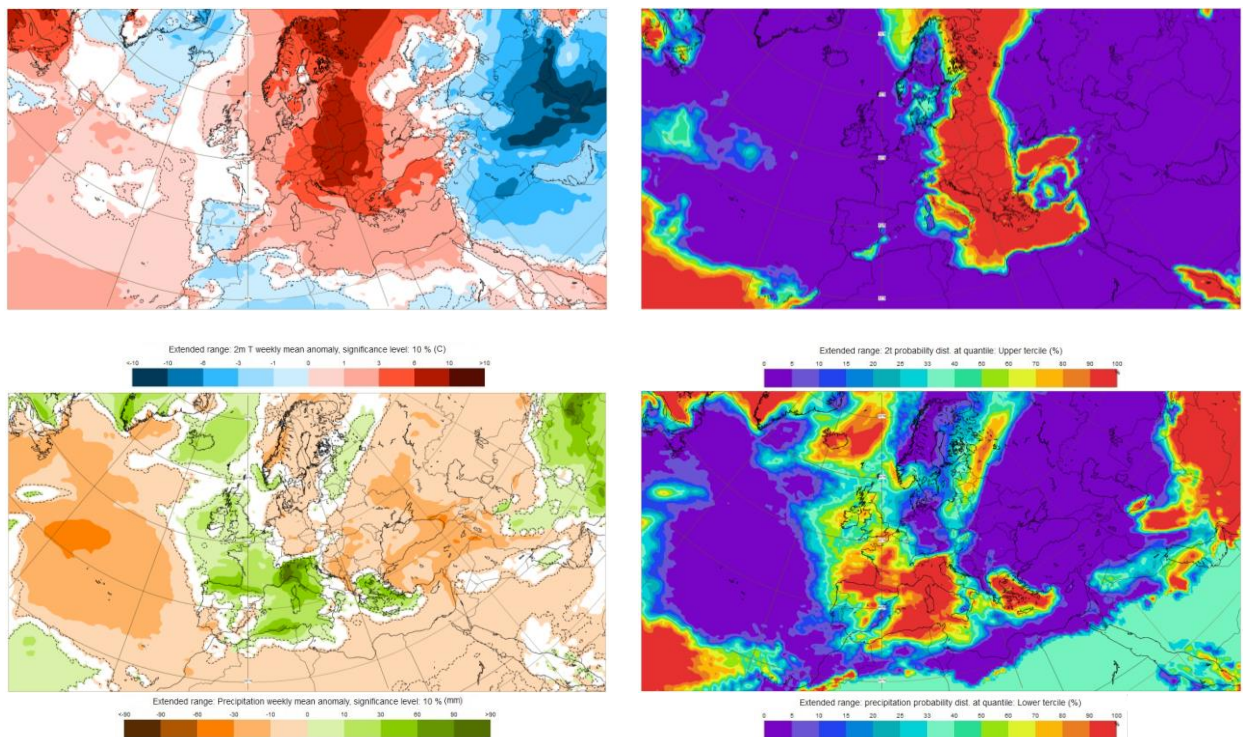 Extended range: 2m T weekly mean anomaly, significance level: 10 % (C)
<-10 -10 -6 -3 -1 0 1 3 6 10 >10
Extended range: 2t probability dist. at quantile: Upper tercile (%)
0 5 10 15 20 25 33 40 50 60 70 80 90 100
%
Extended range: Precipitation weekly mean anomaly, significance level: 10 % (mm)
<-90 -90 -60 -30 -10 0 10 30 60 90 >90
Extended range: precipitation probability dist. at quantile: Lower tercile (%)
0 5 10 15 20 25 33 40 50 60 70 80 90 100
%